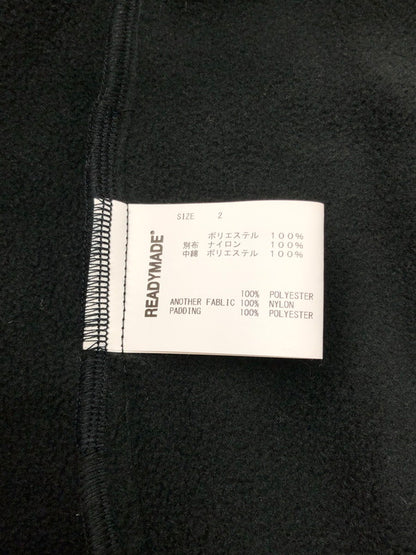 READYMADE®
SIZE 2
ポリエステル 100%
別布 ナイロン 100%
中綿 ポリエステル 100%
100% POLYESTER
ANOTHER FABLIC 100% NYLON
PADDING 100% POLYESTER